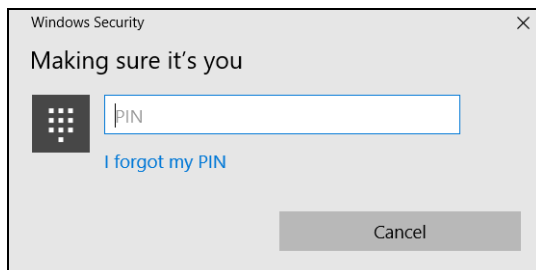 Windows Security
Making sure it's you
PIN
I forgot my PIN
Cancel